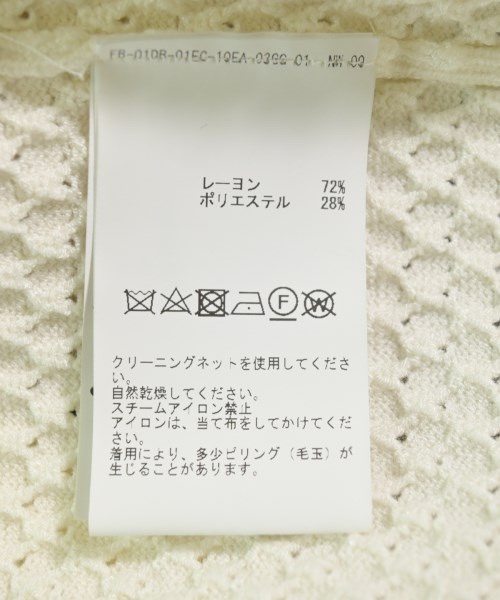 レーヨン 72%
ポリエステル 28%
F
W
クリーニングネットを使用してくださ
い。
自然乾燥してください。
スチームアイロン禁止
アイロンは、当て布をしてかけてくだ
さい。
着用により、多少ピリング（毛玉）が
生じることがあります。